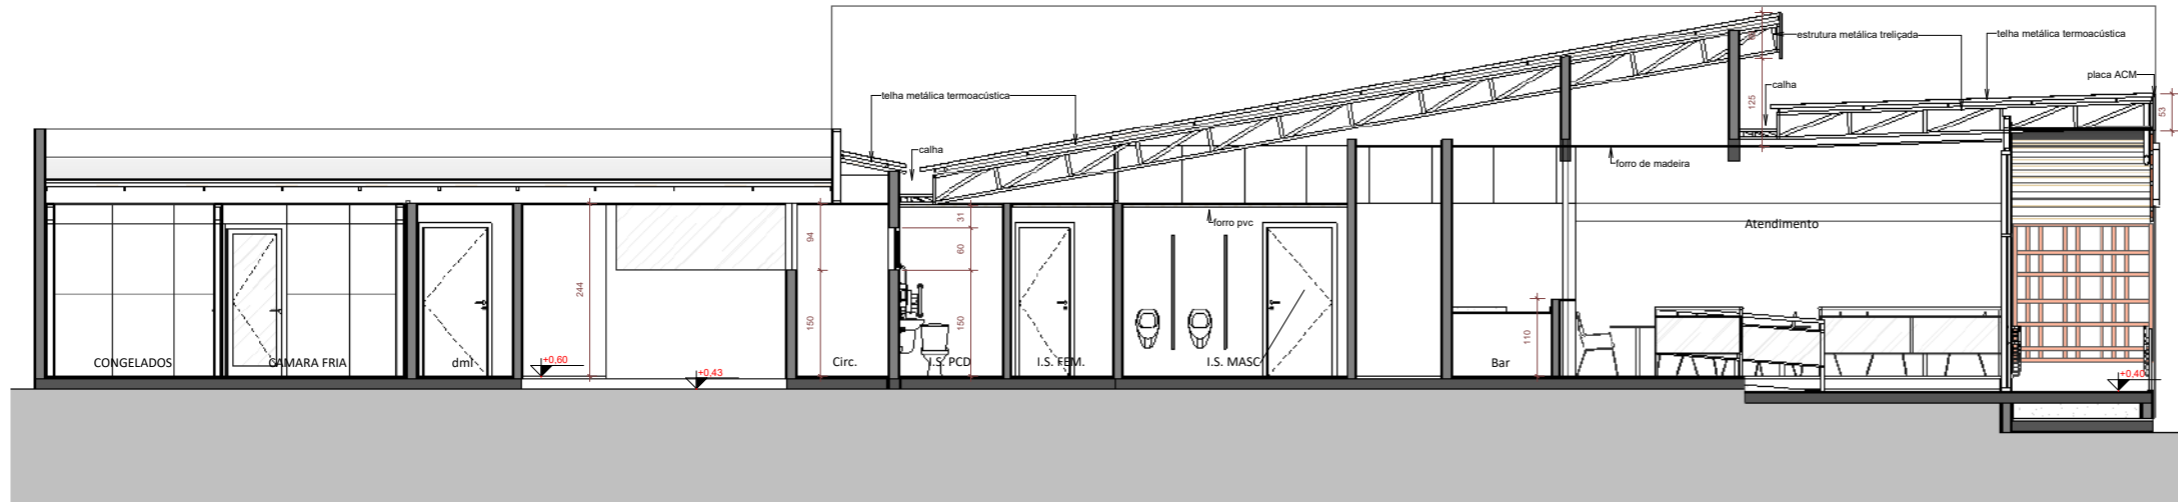 estrutura metálica treliçada
telha metálica termoacústica
placa ACM
calha
telha metálica termoacústica
125
53
calha
forro de madeira
31
forro pvc
94
60
Atendimento
244
150
150
110
CONGELADOS
CAMARA FRIA
dml
+0,60
+0,43
Circ.
I.S. PCD
I.S. FEM.
I.S. MASC
Bar
+0,40